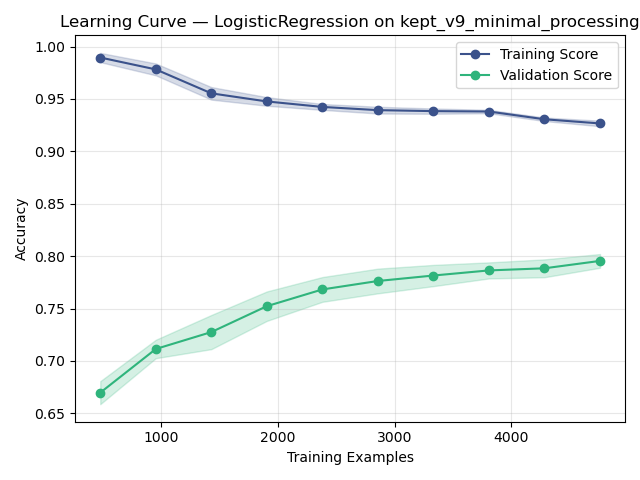 Learning Curve — LogisticRegression on kept_v9_minimal_processing
Training Score
Validation Score
Accuracy
1.00
0.95
0.90
0.85
0.80
0.75
0.70
0.65
1000 2000 3000 4000
Training Examples